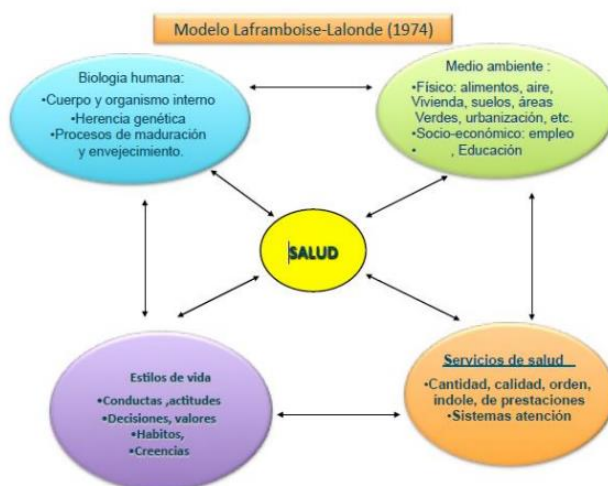 Modelo Laframboise-Lalonde (1974)
Biologia humana:
•Cuerpo y organismo interno
•Herencia genética
•Procesos de maduración
y envejecimiento.
Medio ambiente :
•Físico: alimentos, aire,
Vivienda, suelos, áreas
Verdes, urbanización, etc.
•Socio-económico: empleo
• , Educación
SALUD
Estilos de vida
•Conductas ,actitudes
•Decisiones, valores
•Habitos,
•Creencias
Servicios de salud
•Cantidad, calidad, orden,
índole, de prestaciones
•Sistemas atención